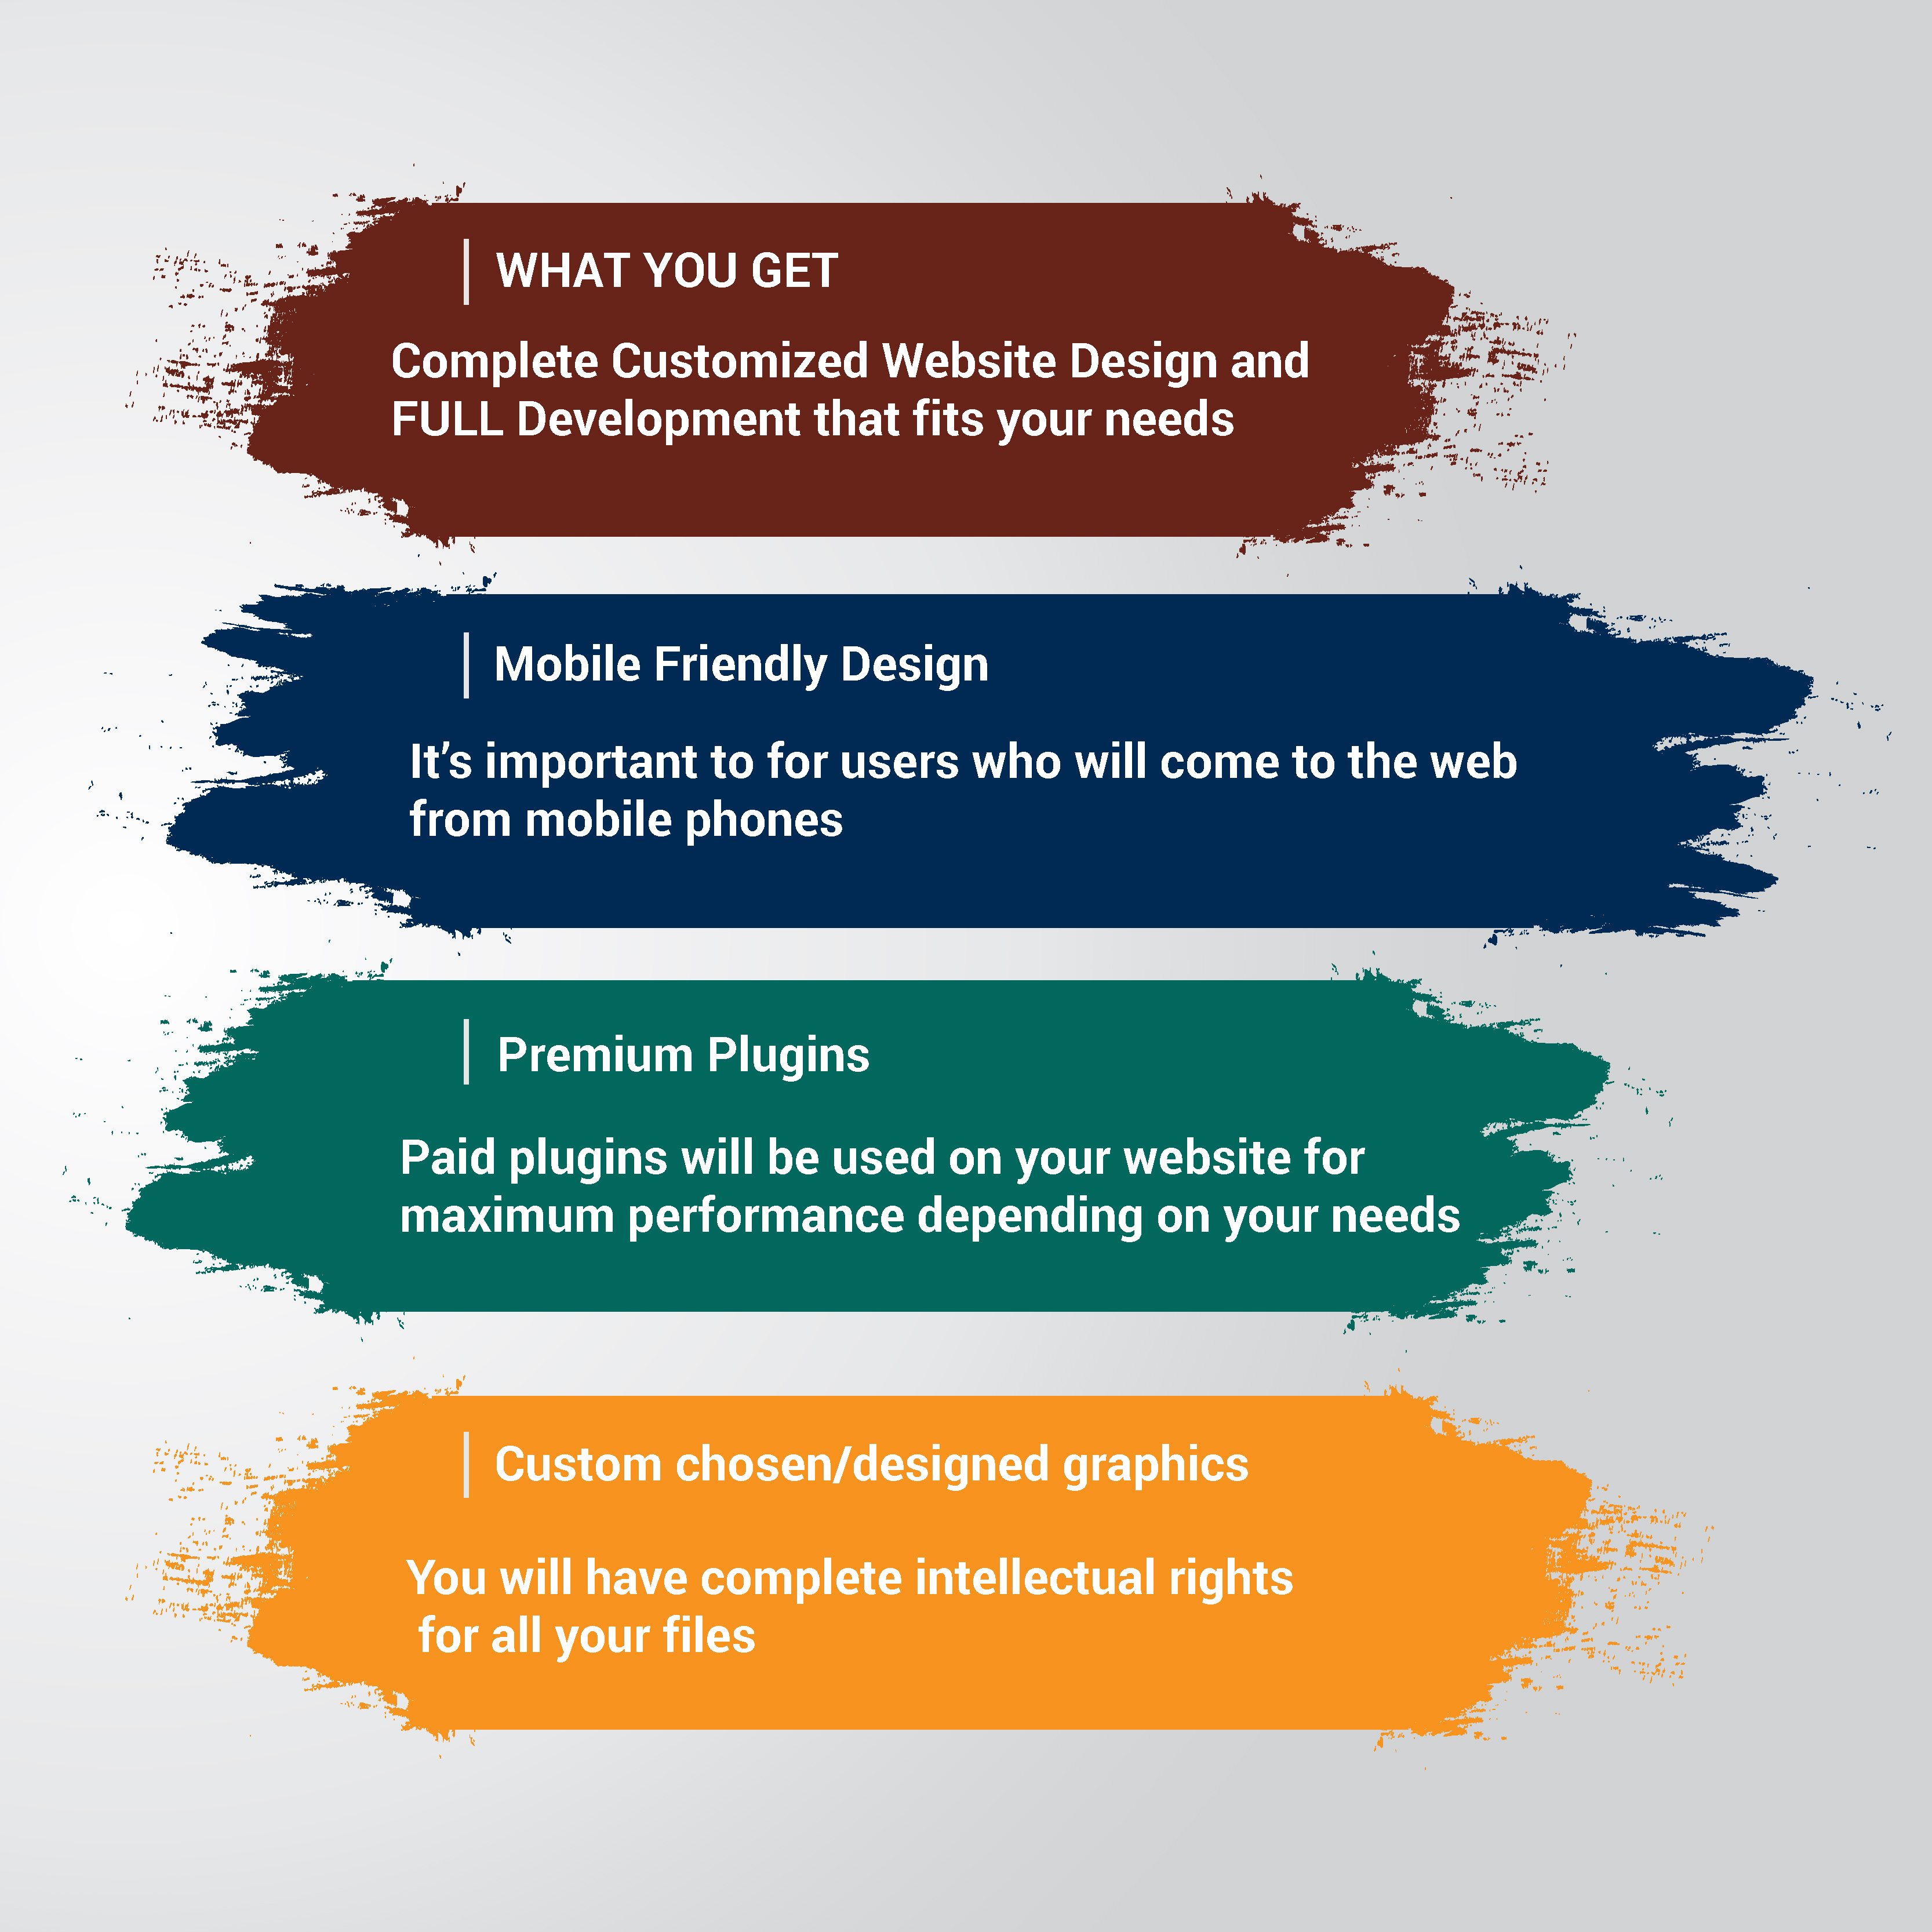 WHAT YOU GET
Complete Customized Website Design and
FULL Development that fits your needs
Mobile Friendly Design
It’s important to for users who will come to the web
from mobile phones
Premium Plugins
Paid plugins will be used on your website for
maximum performance depending on your needs
Custom chosen/designed graphics
You will have complete intellectual rights
for all your files